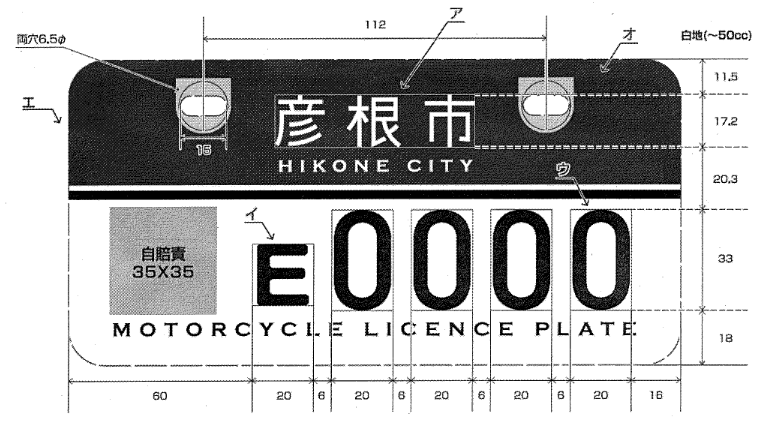 ア
112
オ
白地(~50cc)
両穴6.5φ
11.5
エ
彦根市
17.2
15
HIKONE CITY
ウ
20.3
イ
自賠責
35X35
E0000
33
MOTORCYCLE LICENCE PLATE
18
60 20 6 20 6 20 6 20 6 20 16